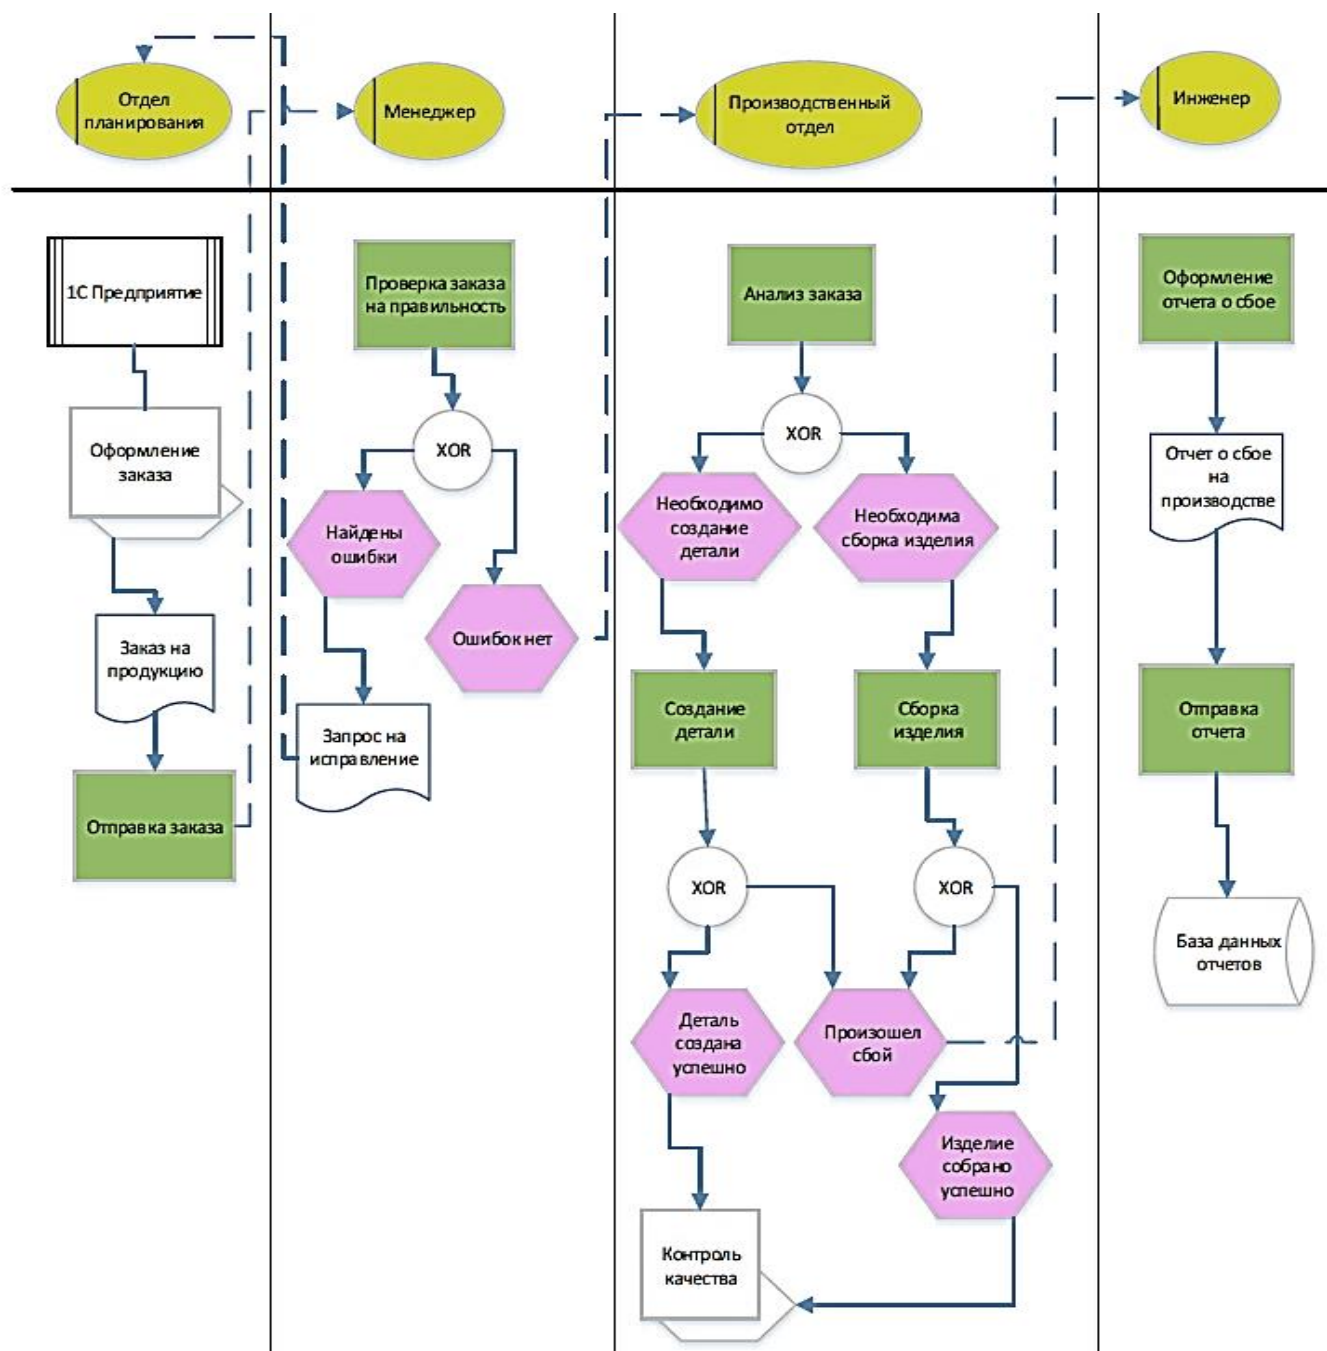 Отдел
планирования
Менеджер
Производственный
отдел
Инженер
1С Предприятие
Оформление
заказа
Заказ на
продукцию
Отправка заказа
Проверка заказа
на правильность
XOR
Найдены
ошибки
Ошибок нет
Запрос на
исправление
Анализ заказа
XOR
Необходимо
создание
детали
Необходима
сборка изделия
Создание
детали
Сборка
изделия
XOR
XOR
Деталь
создана
успешно
Произошел
сбой
Изделие
собрано
успешно
Контроль
качества
Оформление
отчета о сбое
Отчет о сбое
на
производстве
Отправка
отчета
База данных
отчетов